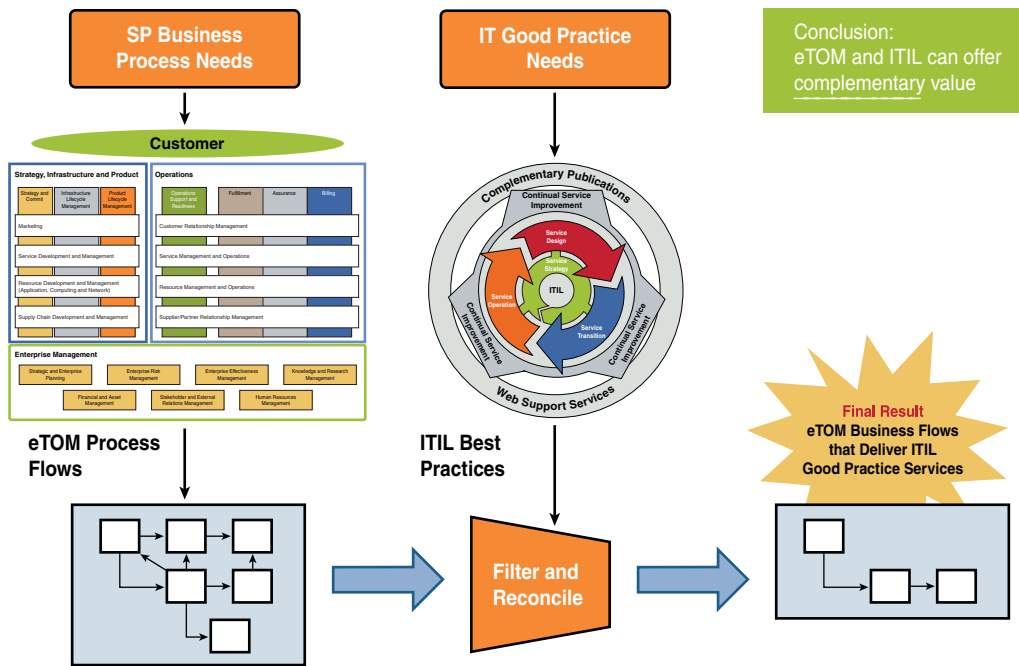 SP Business
Process Needs
IT Good Practice
Needs
Conclusion:
eTOM and ITIL can offer
complementary value
Customer
Strategy, Infrastructure and Product
Operations
Strategy and
Commit
Infrastructure
Lifecycle
Management
Product
Lifecycle
Management
Operations
Support and
Readiness
Fulfillment
Assurance
Billing
Marketing
Customer Relationship Management
Service Development and Management
Service Management and Operations
Resource Development and Management
(Application, Computing and Network)
Resource Management and Operations
Supply Chain Development and Management
Supplier/Partner Relationship Management
Enterprise Management
Strategic and Enterprise
Planning
Enterprise Risk
Management
Enterprise Effectiveness
Management
Knowledge and Research
Management
Financial and Asset
Management
Stakeholder and External
Relations Management
Human Resources
Management
Complementary Publications
Continual Service
Improvement
Service
Design
Service
Strategy
ITIL
Service
Operation
Service
Transition
Continual Service
Improvement
Continual Service
Improvement
Web Support Services
eTOM Process
Flows
ITIL Best
Practices
Final Result
eTOM Business Flows
that Deliver ITIL
Good Practice Services
Filter and
Reconcile